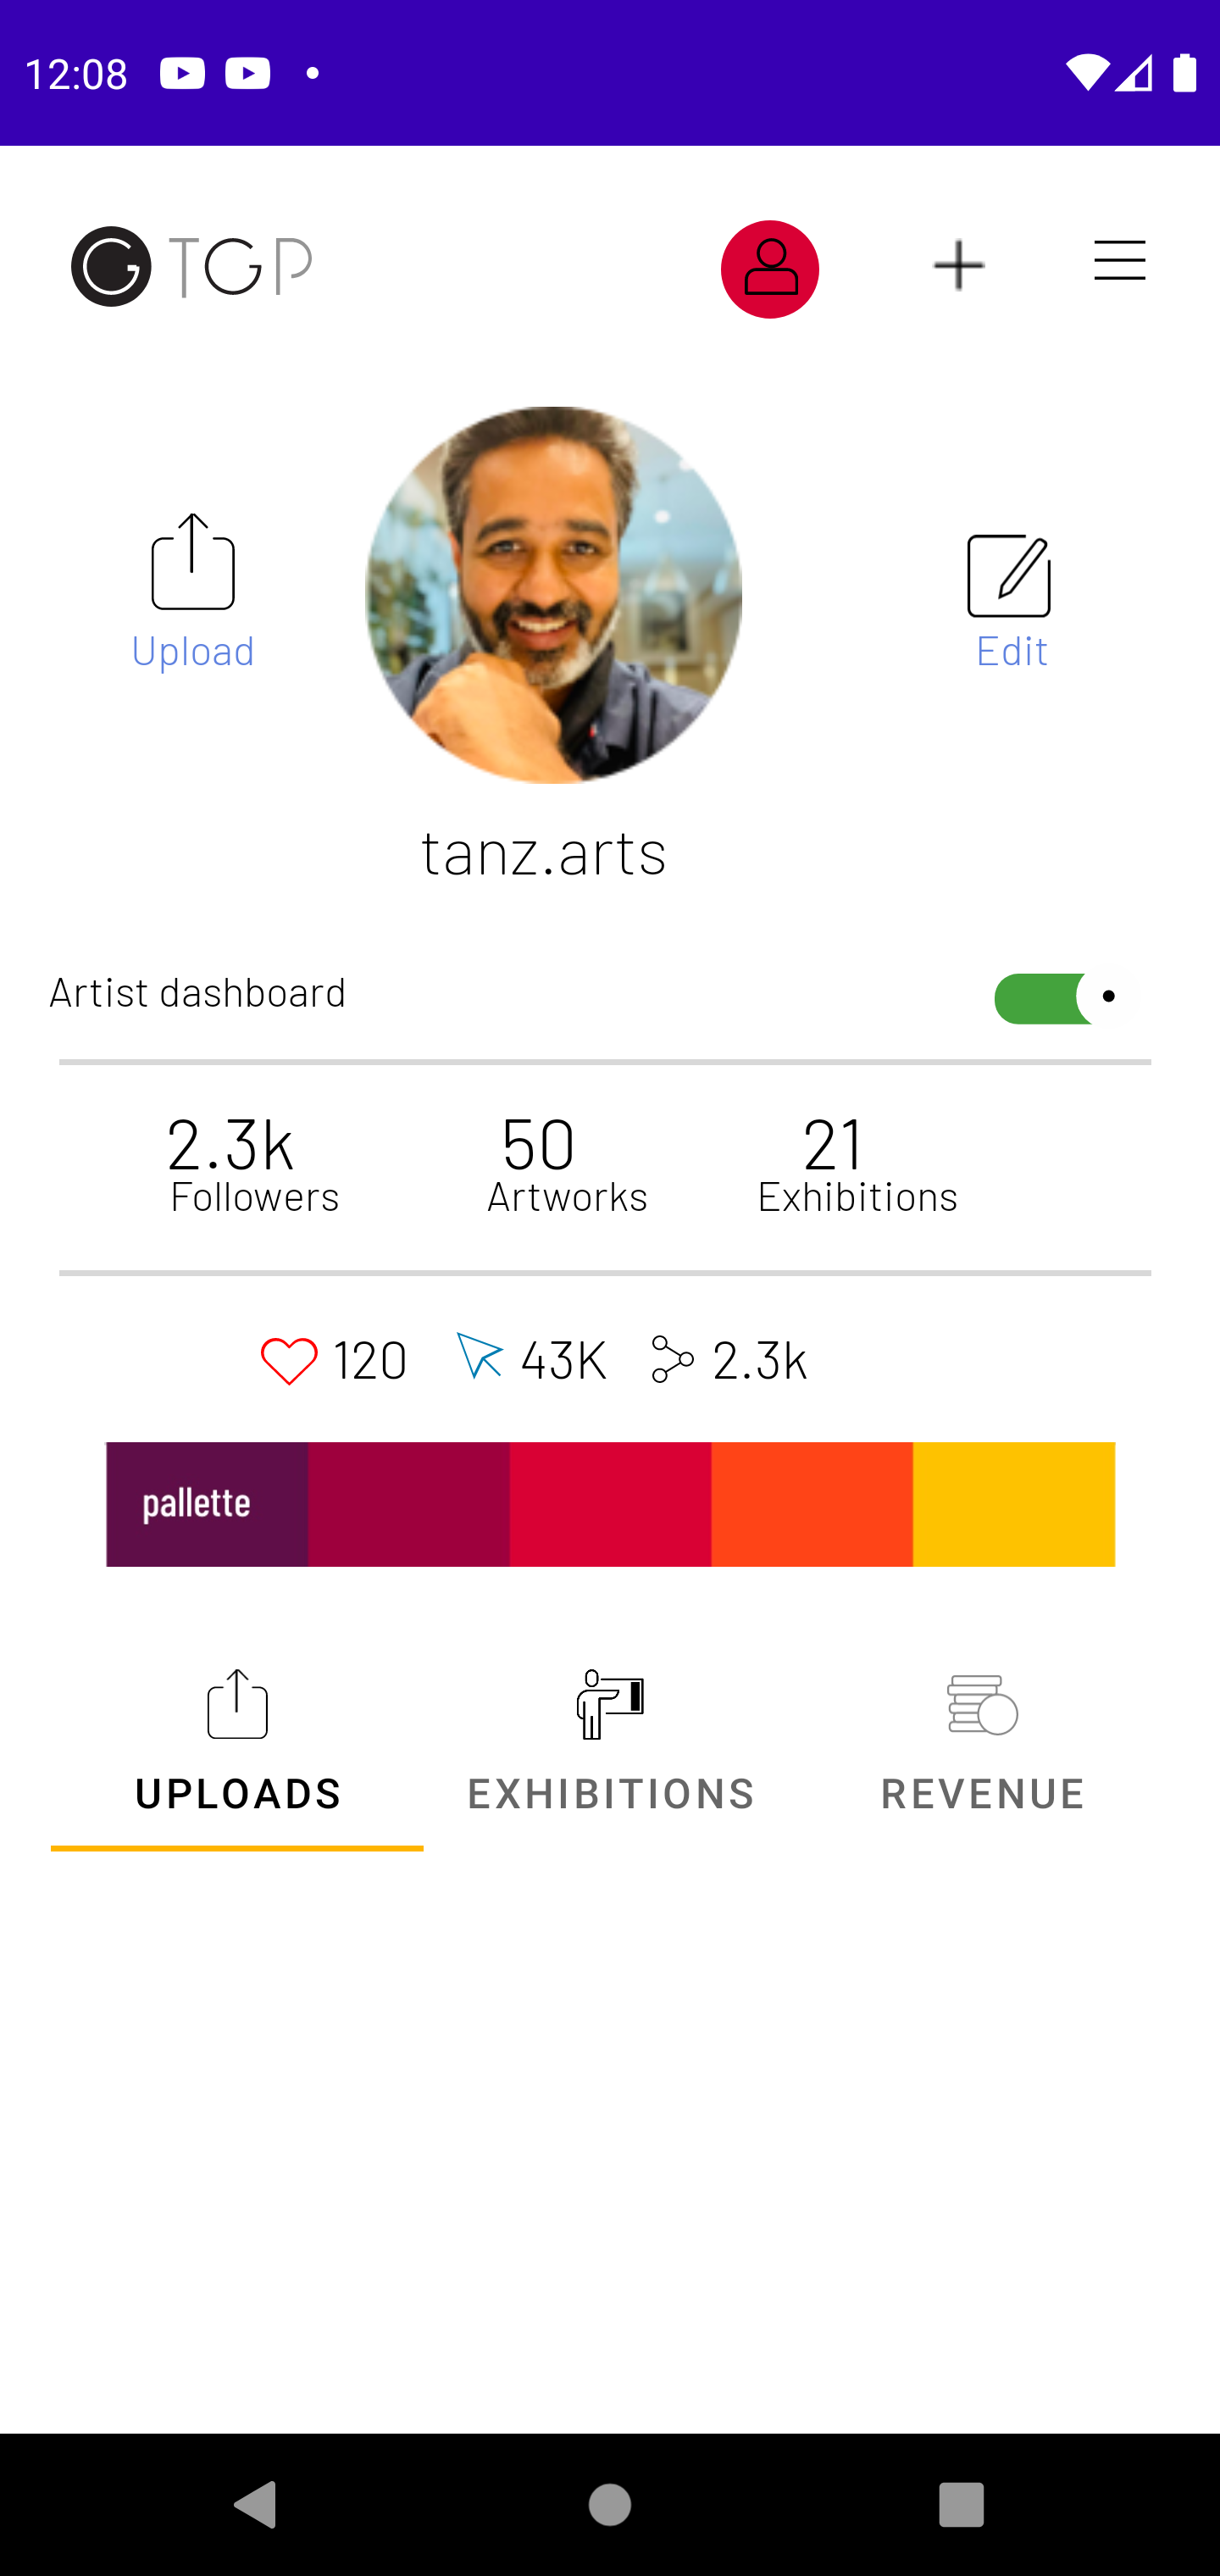 12:08
G TGP
Upload
Edit
tanz.arts
Artist dashboard
2.3k 50 21
Followers Artworks Exhibitions
120 43K 2.3k
pallette
UPLOADS EXHIBITIONS REVENUE